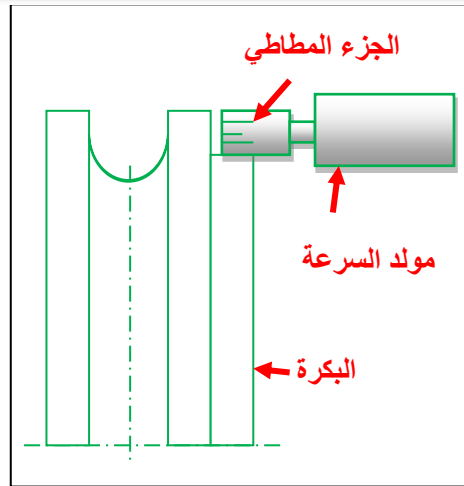 الجزء المطاطي
مولد السرعة
البكرة